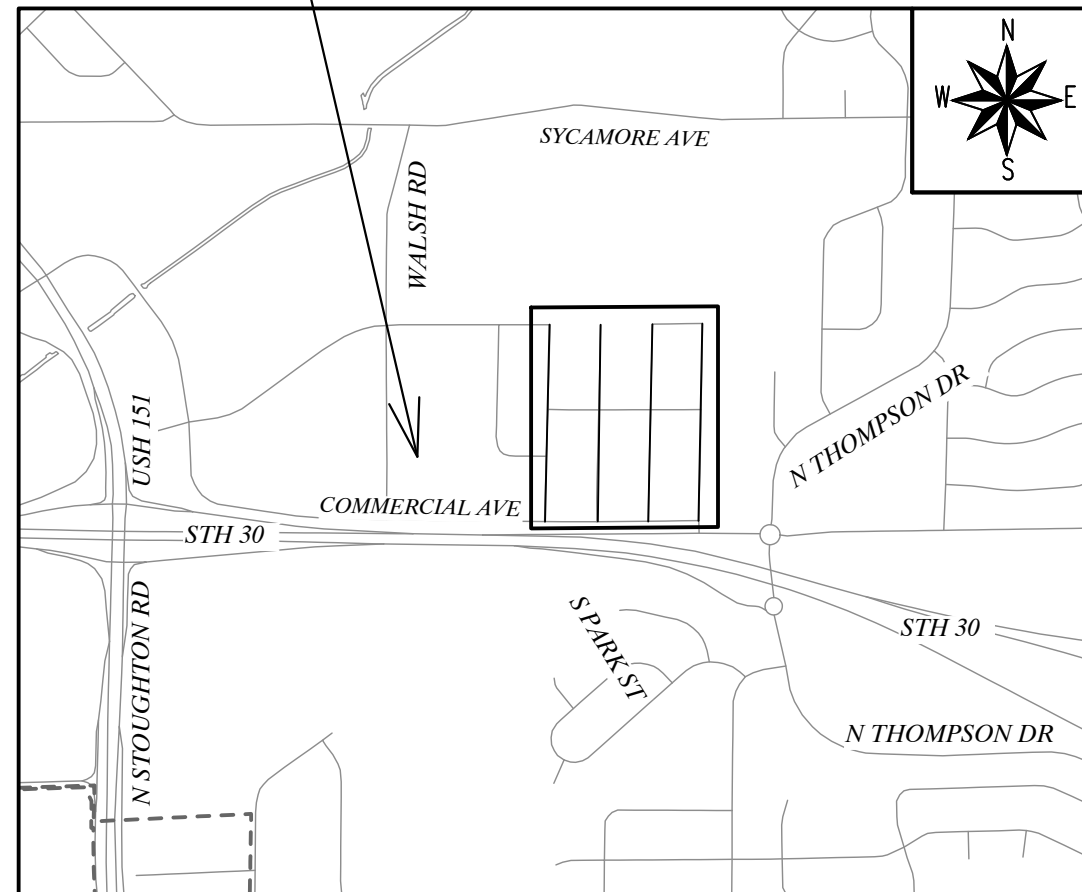 N
W E
S
SYCAMORE AVE
WALSH RD
N THOMPSON DR
USH 151
COMMERCIAL AVE
STH 30
S PARK ST
STH 30
N STOUGHTON RD
N THOMPSON DR